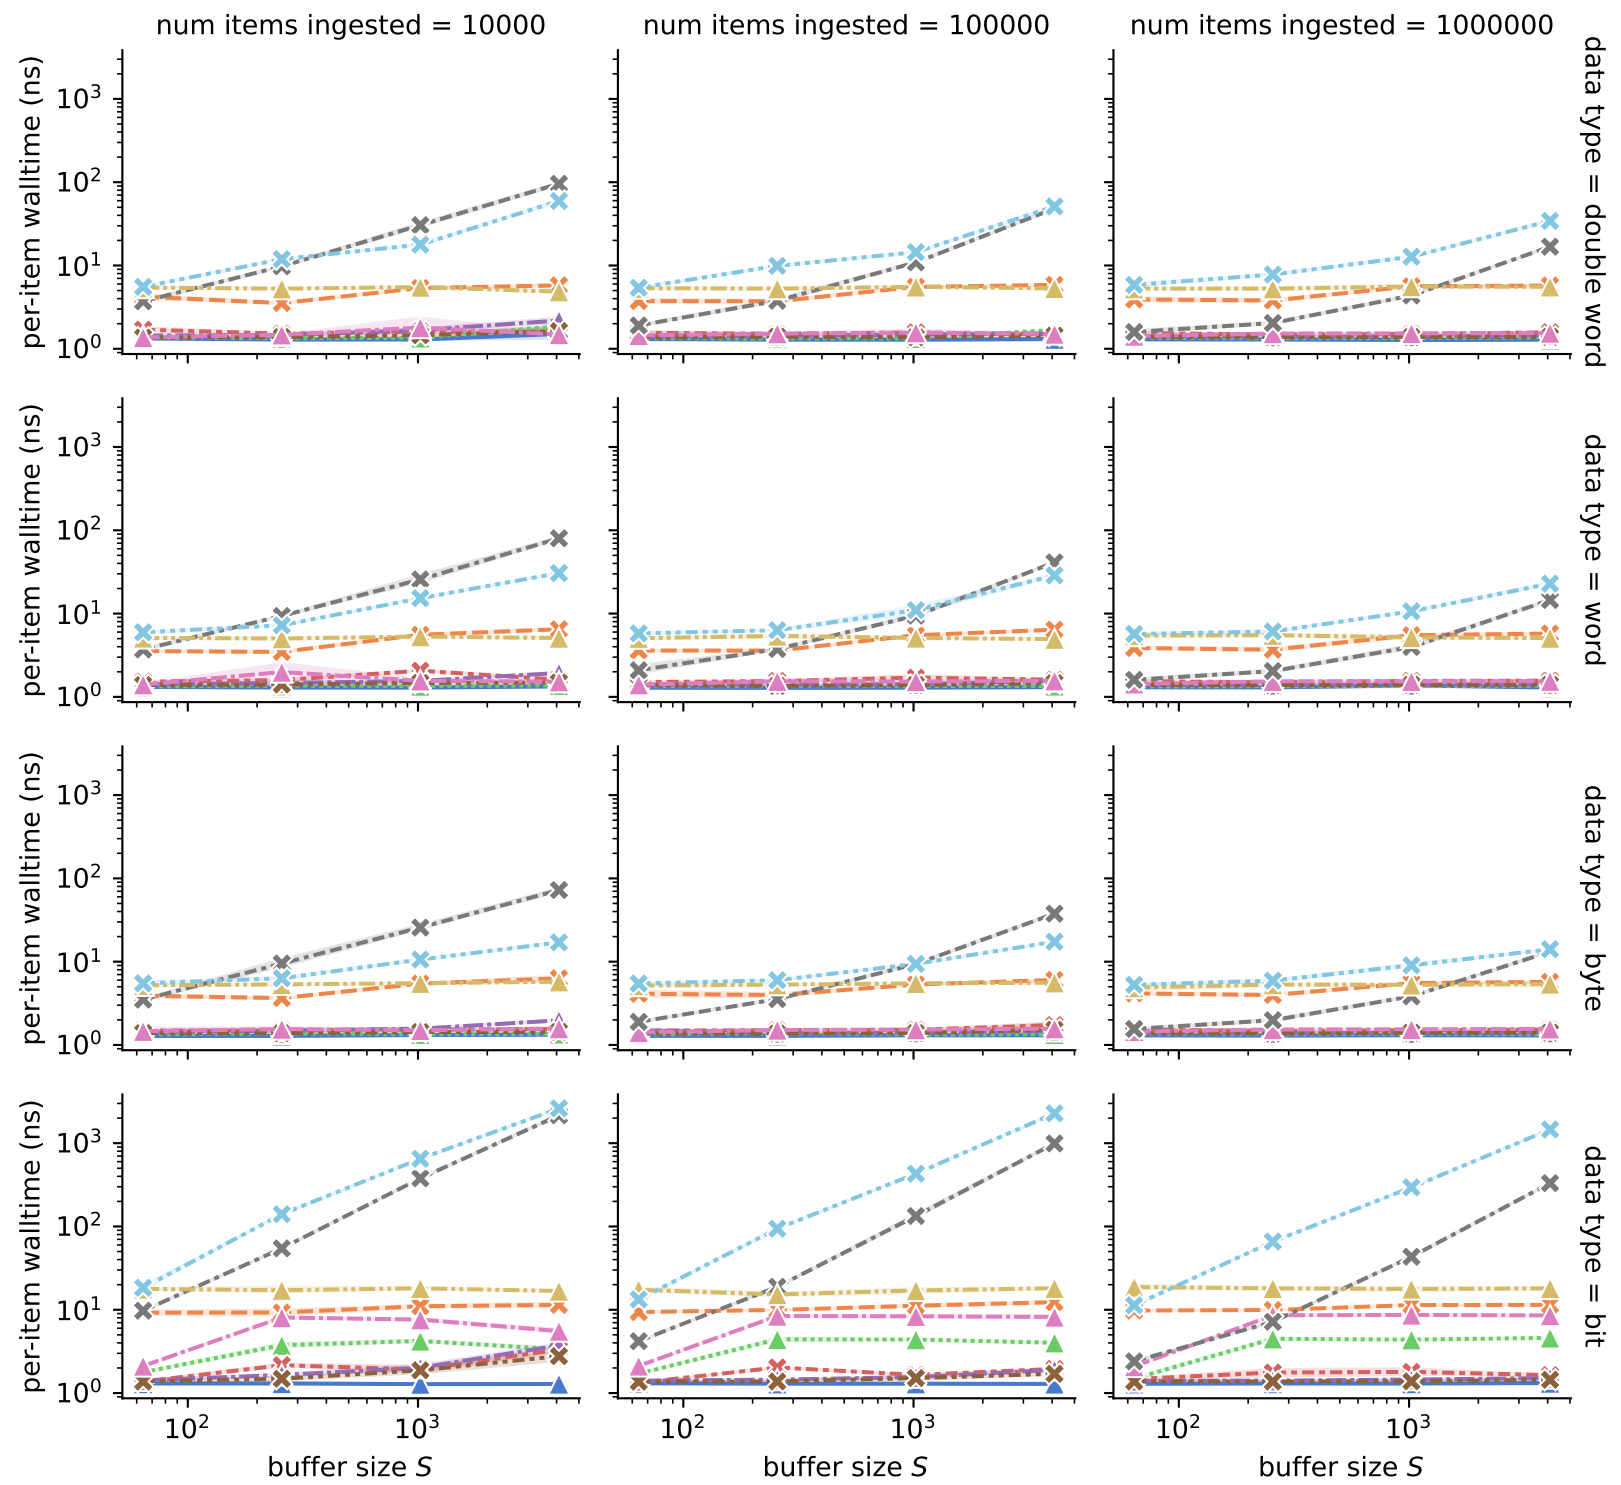 num items ingested = 10000
num items ingested = 100000
num items ingested = 1000000
per-item walltime (ns)
10³
10²
10¹
10⁰
data type = double word
per-item walltime (ns)
10³
10²
10¹
10⁰
data type = word
per-item walltime (ns)
10³
10²
10¹
10⁰
data type = byte
per-item walltime (ns)
10³
10²
10¹
10⁰
data type = bit
10² 10³
10² 10³
10² 10³
buffer size S
buffer size S
buffer size S